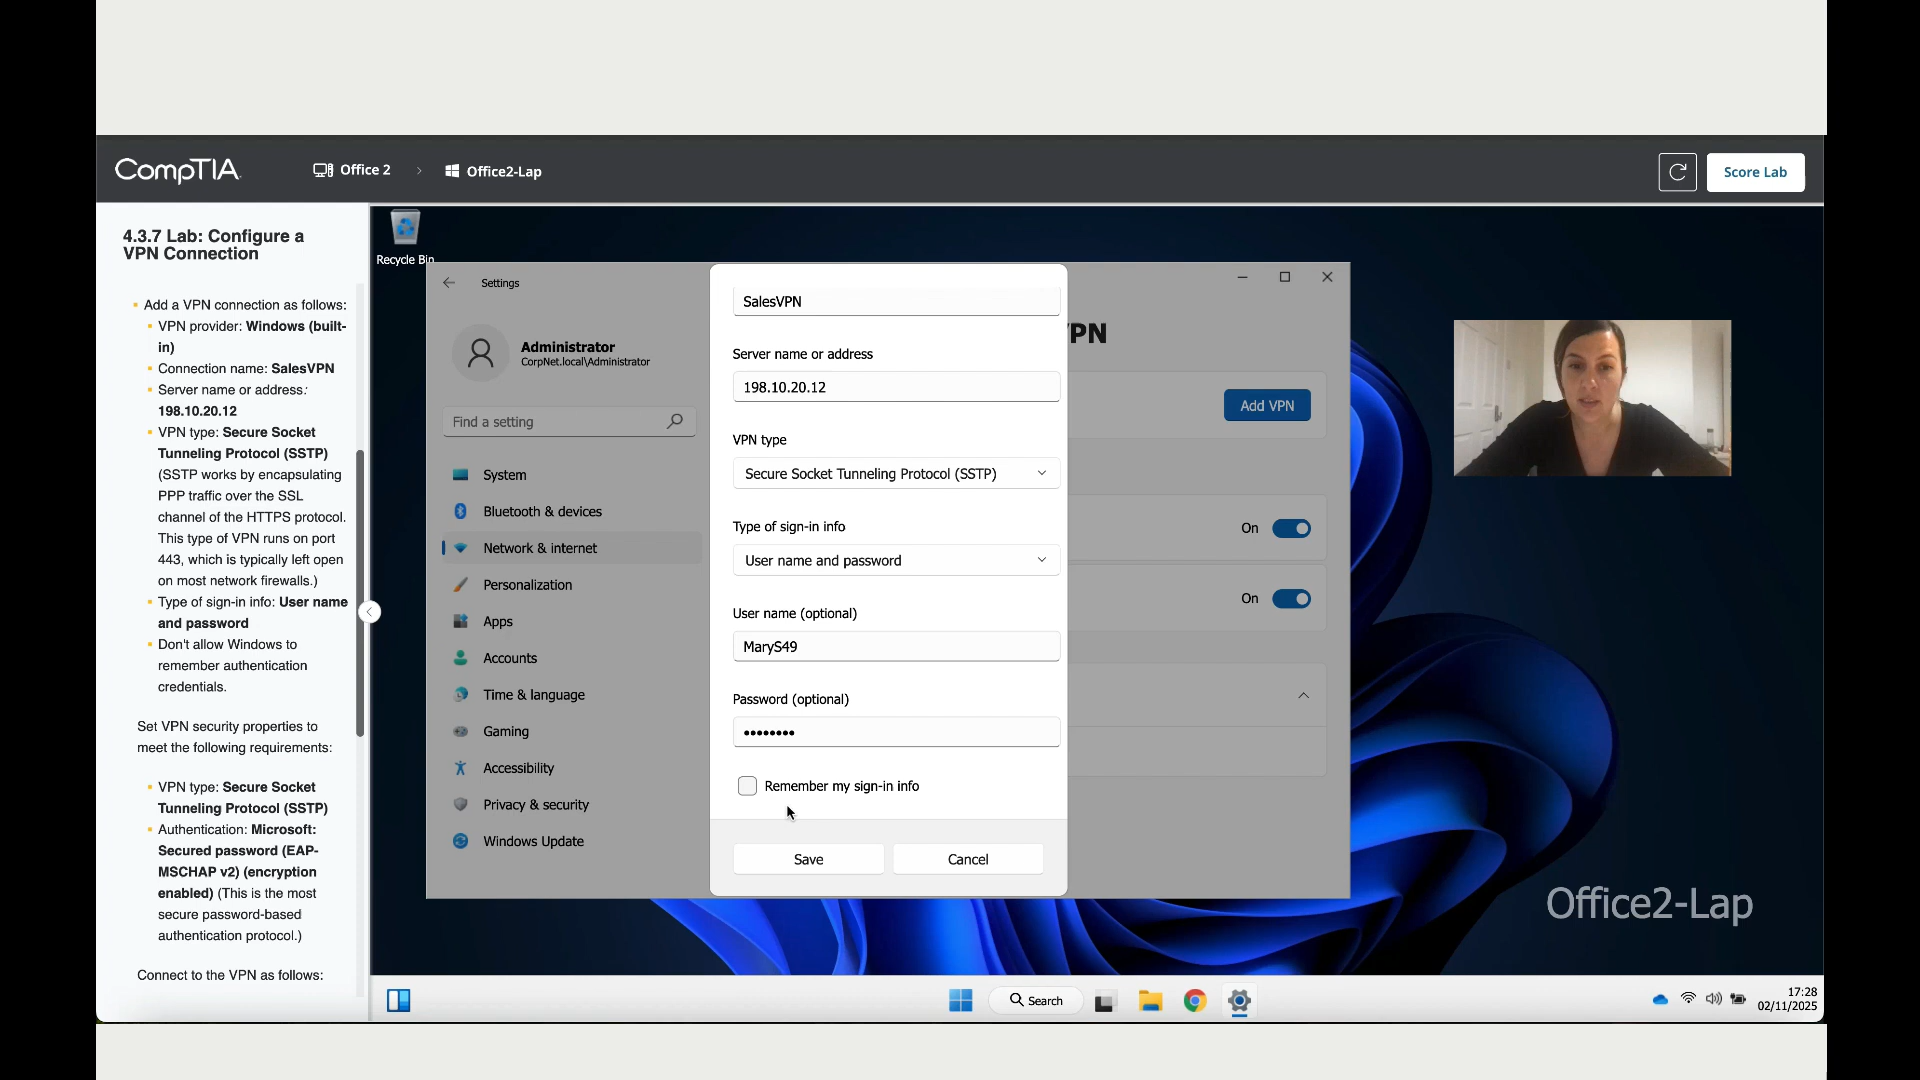 CompTIA.
Office 2
Office2-Lap
Score Lab
4.3.7 Lab: Configure a
VPN Connection
Add a VPN connection as follows:
VPN provider: Windows (built-
in)
Connection name: SalesVPN
Server name or address:
198.10.20.12
VPN type: Secure Socket
Tunneling Protocol (SSTP)
(SSTP works by encapsulating
PPP traffic over the SSL
channel of the HTTPS protocol.
This type of VPN runs on port
443, which is typically left open
on most network firewalls.)
Type of sign-in info: User name
and password
Don't allow Windows to
remember authentication
credentials.
Set VPN security properties to
meet the following requirements:
VPN type: Secure Socket
Tunneling Protocol (SSTP)
Authentication: Microsoft:
Secured password (EAP-
MSCHAP v2) (encryption
enabled) (This is the most
secure password-based
authentication protocol.)
Connect to the VPN as follows:
Recycle Bin
Settings
Administrator
CorpNet.local\Administrator
Find a setting
System
Bluetooth & devices
Network & internet
Personalization
Apps
Accounts
Time & language
Gaming
Accessibility
Privacy & security
Windows Update
SalesVPN
Server name or address
198.10.20.12
VPN type
Secure Socket Tunneling Protocol (SSTP)
Type of sign-in info
User name and password
User name (optional)
MaryS49
Password (optional)
••••••••
Remember my sign-in info
Save
Cancel
VPN
Add VPN
On
On
Office2-Lap
Search
17:28
02/11/2025